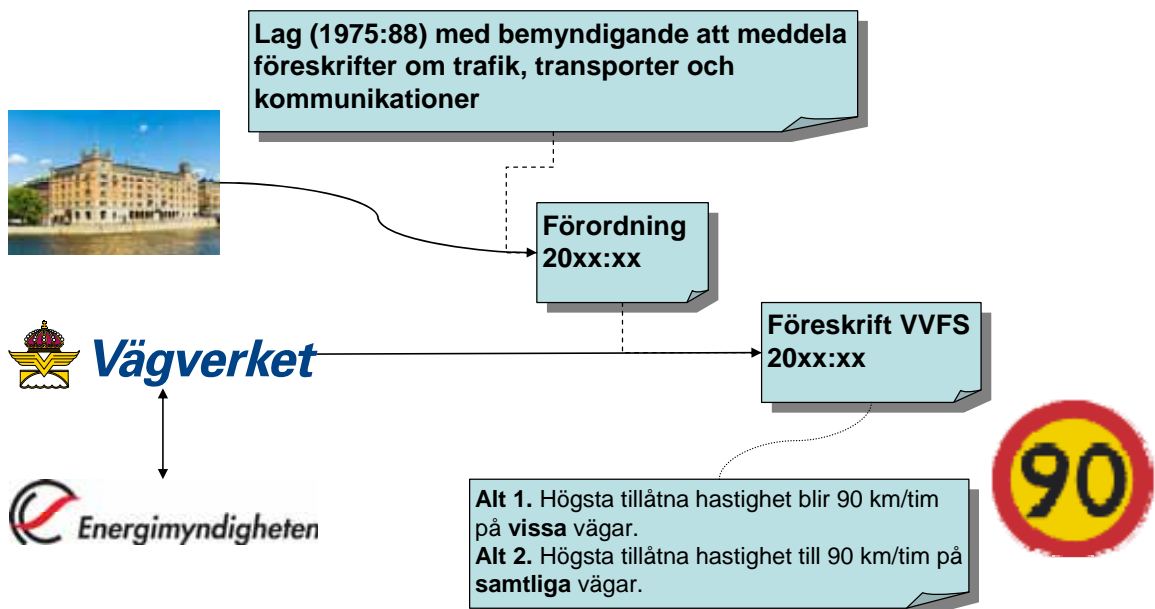 Lag (1975:88) med bemyndigande att meddela
föreskrifter om trafik, transporter och
kommunikationer
Förordning
20xx:xx
Föreskrift VVFS
20xx:xx
Vägverket
Energimyndigheten
90
Alt 1. Högsta tillåtna hastighet blir 90 km/tim
på vissa vägar.
Alt 2. Högsta tillåtna hastighet till 90 km/tim på
samtliga vägar.